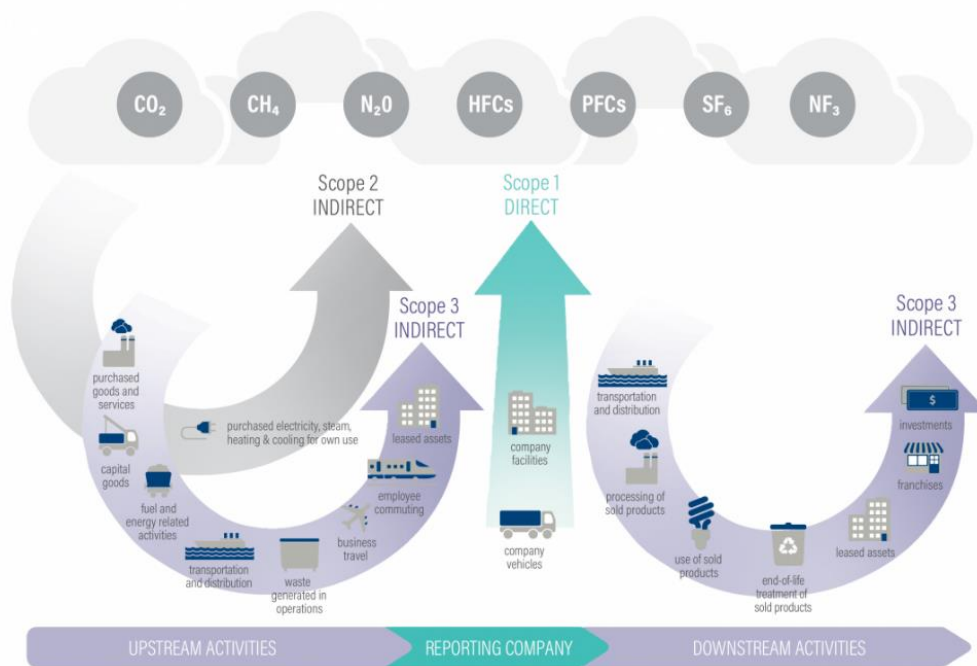 CO₂
CH₄
N₂O
HFCs
PFCs
SF₆
NF₃
Scope 2
INDIRECT
Scope 1
DIRECT
Scope 3
INDIRECT
Scope 3
INDIRECT
purchased
goods and
services
capital
goods
fuel and
energy related
activities
purchased electricity, steam,
heating & cooling for own use
transportation
and distribution
waste
generated in
operations
business
travel
employee
commuting
leased assets
company
facilities
company
vehicles
transportation
and distribution
processing of
sold products
use of sold
products
end-of-life
treatment of
sold products
leased assets
franchises
$
investments
UPSTREAM ACTIVITIES
REPORTING COMPANY
DOWNSTREAM ACTIVITIES